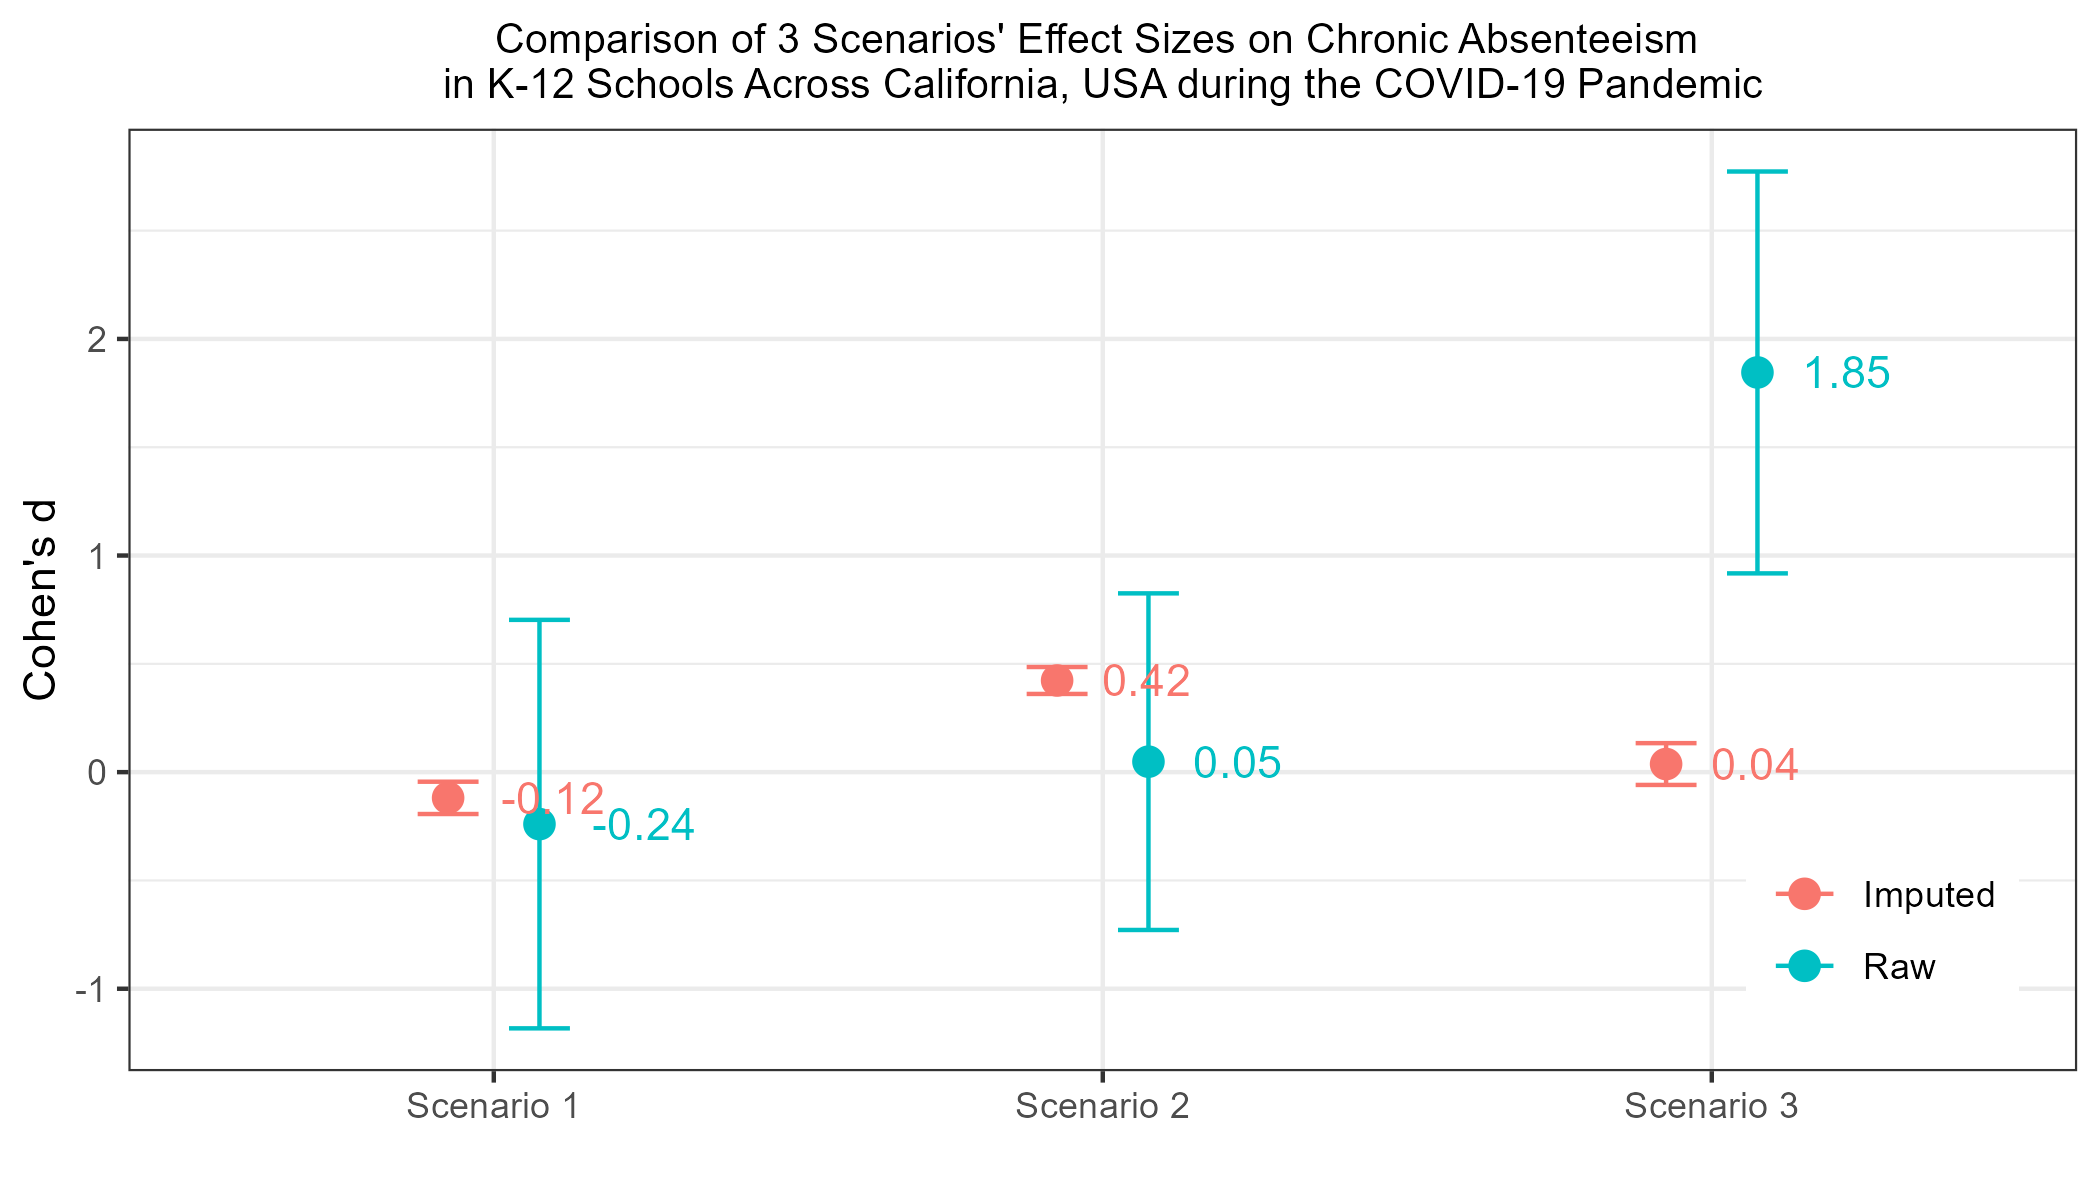 Comparison of 3 Scenarios' Effect Sizes on Chronic Absenteeism
in K-12 Schools Across California, USA during the COVID-19 Pandemic
Cohen's d
2
1
0
-1
-0.12
-0.24
0.42
0.05
1.85
0.04
Imputed
Raw
Scenario 1
Scenario 2
Scenario 3